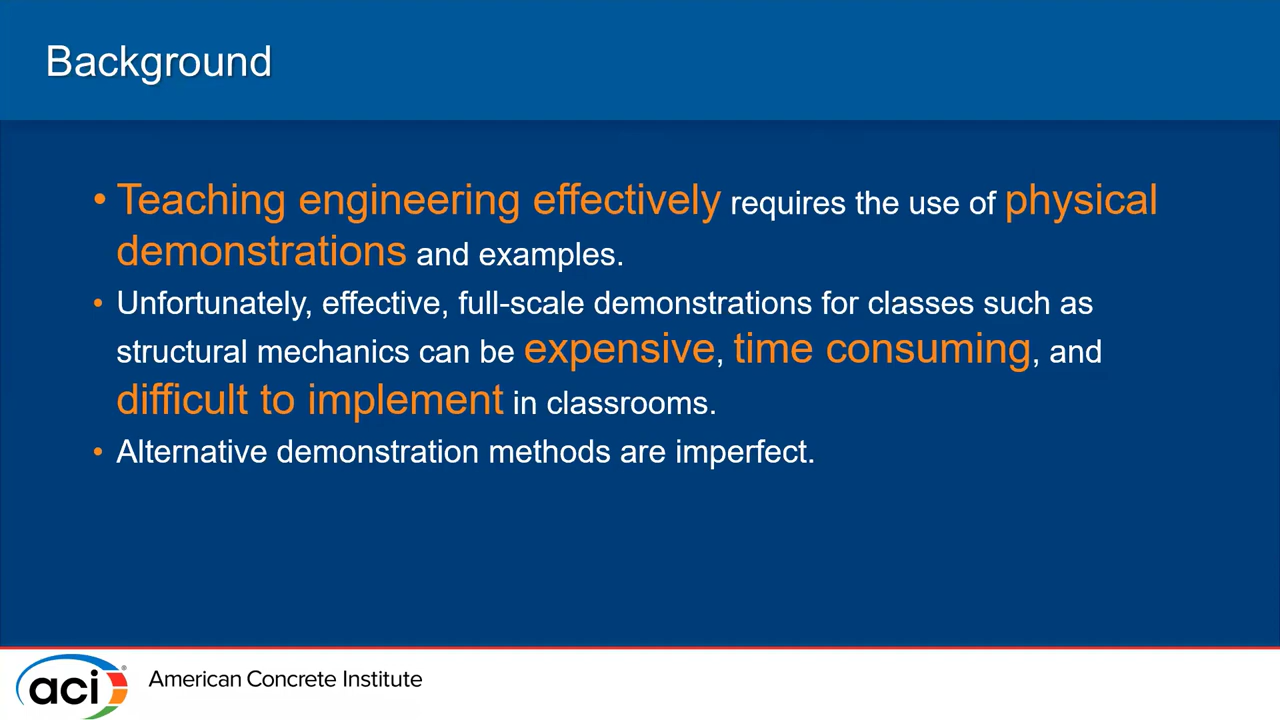 Background
• Teaching engineering effectively requires the use of physical
demonstrations and examples.
• Unfortunately, effective, full-scale demonstrations for classes such as
structural mechanics can be expensive, time consuming, and
difficult to implement in classrooms.
• Alternative demonstration methods are imperfect.
aci® American Concrete Institute